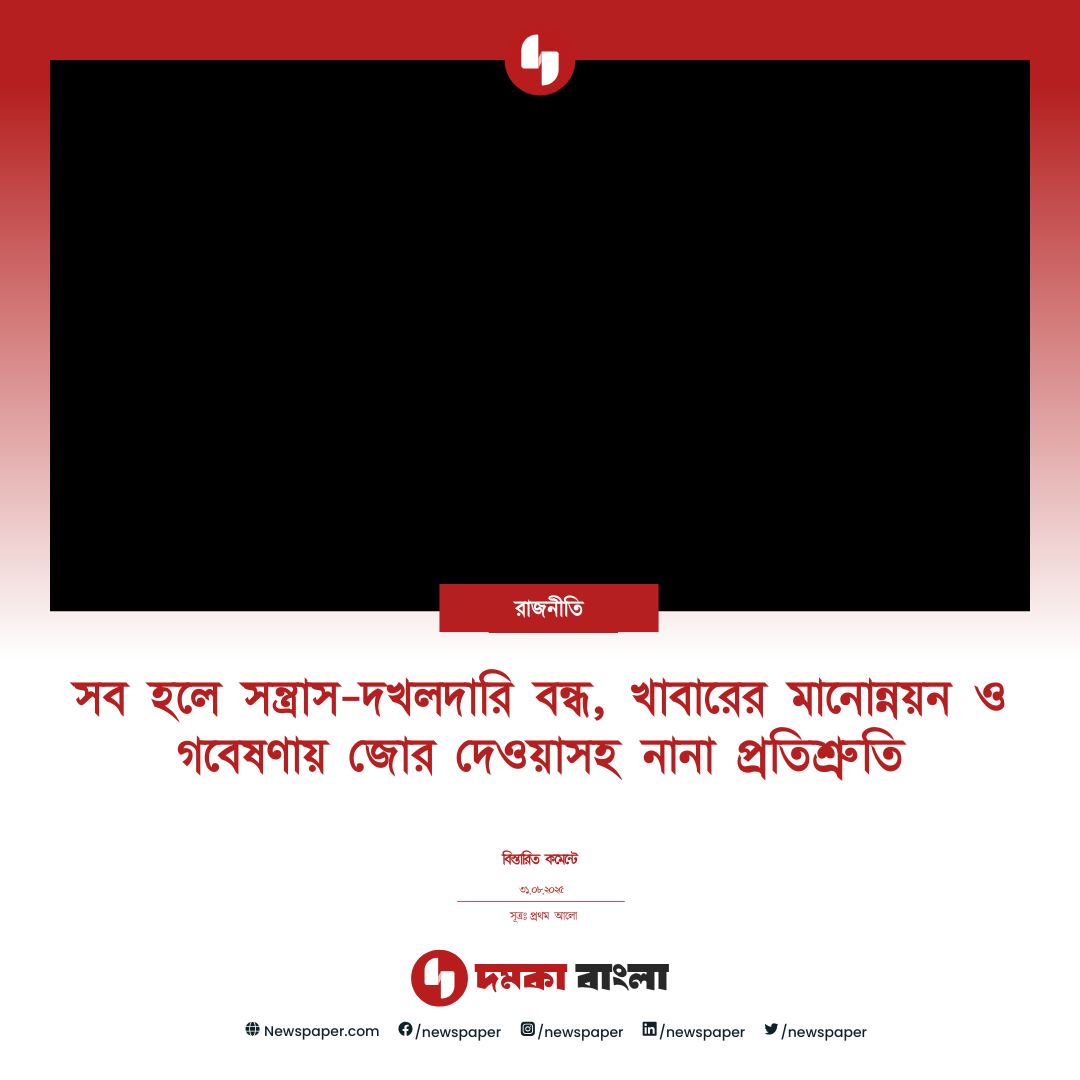 রাজনীতি
সব হলে সন্ত্রাস-দখলদারি বন্ধ, খাবারের মানোন্নয়ন ও
গবেষণায় জোর দেওয়াসহ নানা প্রতিশ্রুতি
বিস্তারিত কমেন্টে
৩১.০৮.২০২৫
সূত্রঃ প্রথম আলো
দমকা বাংলা
Newspaper.com /newspaper /newspaper /newspaper /newspaper